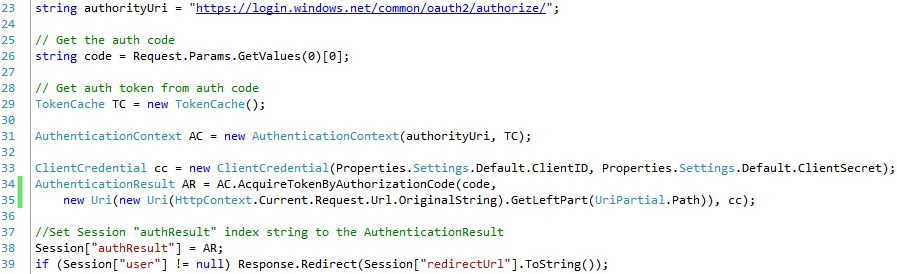 23 string authorityUri = "https://login.windows.net/common/oauth2/authorize/";
24
25 // Get the auth code
26 string code = Request.Params.GetValues(0)[0];
27
28 // Get auth token from auth code
29 TokenCache TC = new TokenCache();
30
31 AuthenticationContext AC = new AuthenticationContext(authorityUri, TC);
32
33 ClientCredential cc = new ClientCredential(Properties.Settings.Default.ClientID, Properties.Settings.Default.ClientSecret);
34 AuthenticationResult AR = AC.AcquireTokenByAuthorizationCode(code,
35 new Uri(new Uri(HttpContext.Current.Request.Url.OriginalString).GetLeftPart(UriPartial.Path)), cc);
36
37 //Set Session "authResult" index string to the AuthenticationResult
38 Session["authResult"] = AR;
39 if (Session["user"] != null) Response.Redirect(Session["redirectUrl"].ToString());